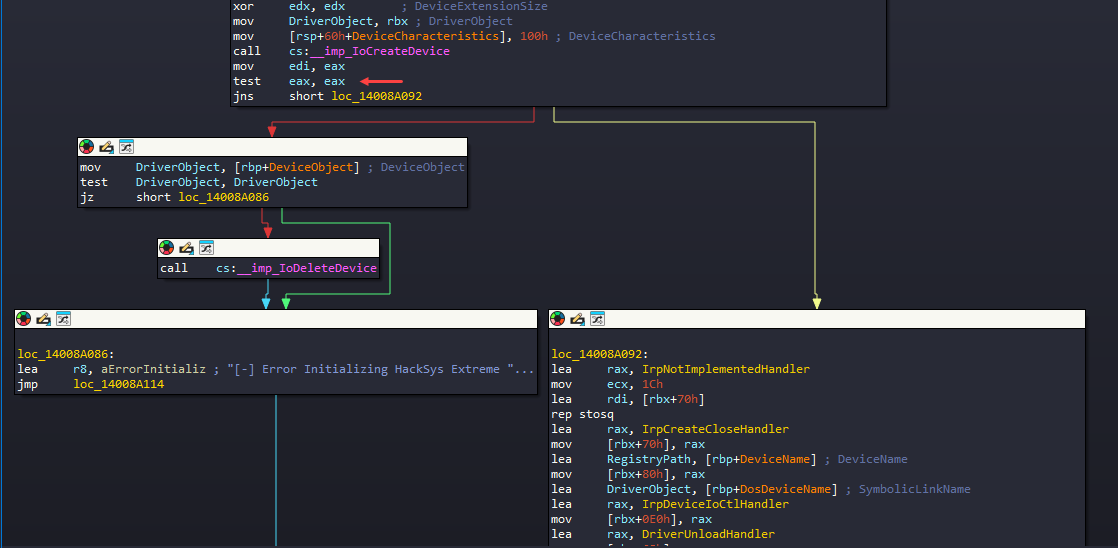 xor edx, edx ; DeviceExtensionSize
mov DriverObject, rbx ; DriverObject
mov [rsp+60h+DeviceCharacteristics], 100h ; DeviceCharacteristics
call cs:__imp_IoCreateDevice
mov edi, eax
test eax, eax
jns short loc_14008A092
mov DriverObject, [rbp+DeviceObject] ; DeviceObject
test DriverObject, DriverObject
jz short loc_14008A086
call cs:__imp_IoDeleteDevice
loc_14008A086:
lea r8, aErrorInitializ ; "[-] Error Initializing HackSys Extreme "...
jmp loc_14008A114
loc_14008A092:
lea rax, IrpNotImplementedHandler
mov ecx, 1Ch
lea rdi, [rbx+70h]
rep stosq
lea rax, IrpCreateCloseHandler
mov [rbx+70h], rax
lea RegistryPath, [rbp+DeviceName] ; DeviceName
mov [rbx+80h], rax
lea DriverObject, [rbp+DosDeviceName] ; SymbolicLinkName
lea rax, IrpDeviceIoCtlHandler
mov [rbx+0E0h], rax
lea rax, DriverUnloadHandler